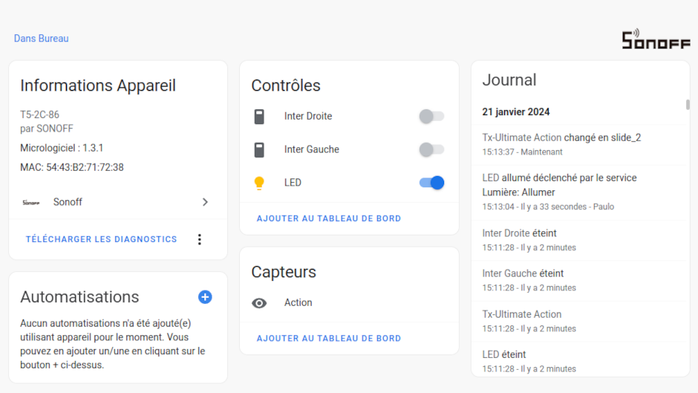 Dans Bureau
SONOFF
Informations Appareil
T5-2C-86
par SONOFF
Micrologiciel : 1.3.1
MAC: 54:43:B2:71:72:38
SONOFF
Sonoff
TÉLÉCHARGER LES DIAGNOSTICS
Automatisations
Aucun automatisations n'a été ajouté(e)
utilisant appareil pour le moment. Vous
pouvez en ajouter un/une en cliquant sur le
bouton + ci-dessus.
Contrôles
Inter Droite
Inter Gauche
LED
AJOUTER AU TABLEAU DE BORD
Capteurs
Action
AJOUTER AU TABLEAU DE BORD
Journal
21 janvier 2024
Tx-Ultimate Action changé en slide_2
15:13:37 - Maintenant
LED allumé déclenché par le service
Lumière: Allumer
15:13:04 - Il y a 33 secondes - Paulo
Inter Droite éteint
15:11:28 - Il y a 2 minutes
Inter Gauche éteint
15:11:28 - Il y a 2 minutes
Tx-Ultimate Action
15:11:28 - Il y a 2 minutes
LED éteint
15:11:28 - Il y a 2 minutes